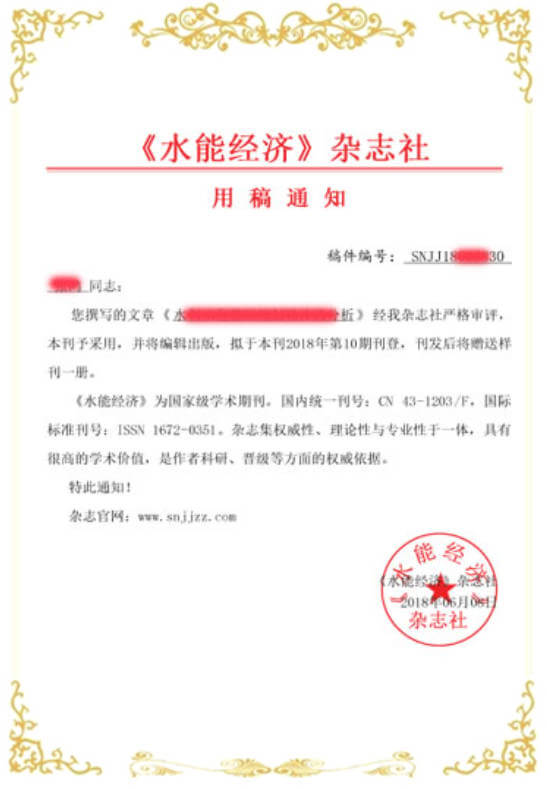 《水能经济》杂志社
用稿通知
稿件编号： SNJJ18 30
同志：
您撰写的文章《水 析》经我杂志社严格审评，
本刊予采用，并将编辑出版，拟于本刊2018年第10期刊登，刊发后将赠送样
刊一册。
《水能经济》为国家级学术期刊。国内统一刊号：CN 43-1203/F，国际
标准刊号：ISSN 1672-0351。杂志集权威性、理论性与专业性于一体，具有
很高的学术价值，是作者科研、晋级等方面的权威依据。
特此通知！
杂志官网：www.snjjzz.com
《水能经济》杂志社
2018年06月08日
《水能经济》
杂志社